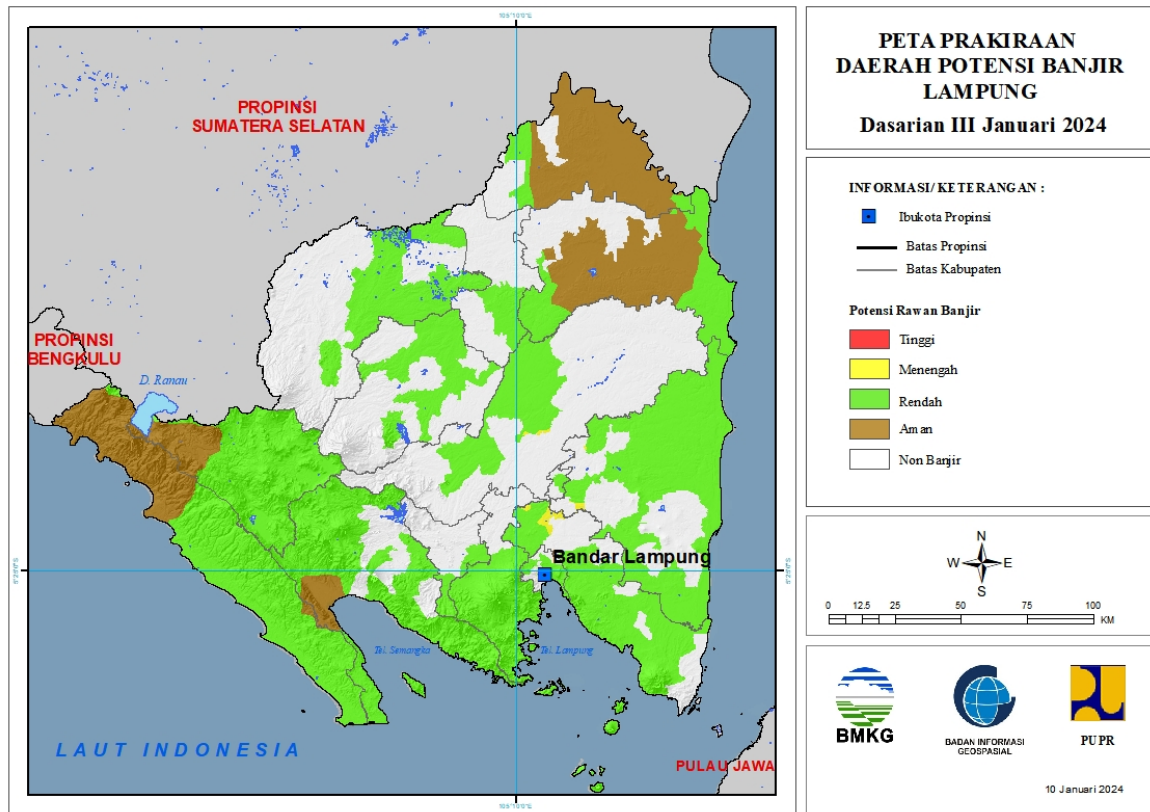 PETA PRAKIRAAN
DAERAH POTENSI BANJIR
LAMPUNG
Dasarian III Januari 2024
PROPINSI
SUMATERA SELATAN
PROPINSI
BENGKULU
D. Ranau
Bandar Lampung
Tel. Semangka
Tel. Lampung
LAUT INDONESIA
PULAU JAWA
INFORMASI/ KETERANGAN :
Ibukota Propinsi
Batas Propinsi
Batas Kabupaten
Potensi Rawan Banjir
Tinggi
Menengah
Rendah
Aman
Non Banjir
N
W E
S
0 12.5 25 50 75 100
KM
BMKG
BADAN INFORMASI
GEOSPASIAL
PUPR
10 Januari 2024